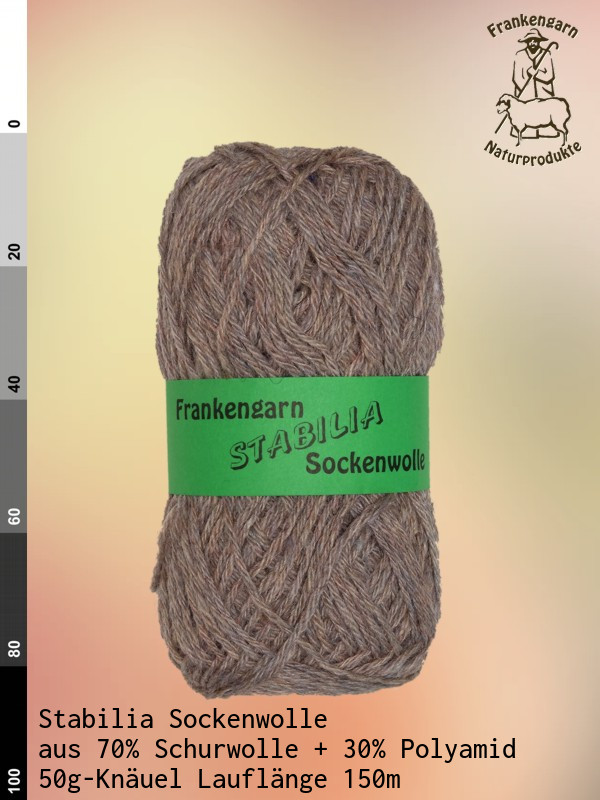 Frankengarn
Naturprodukte
0
20
40
60
80
100
Frankengarn
STABILIA
Sockenwolle
Stabilia Sockenwolle
aus 70% Schurwolle + 30% Polyamid
50g-Knäuel Lauflänge 150m